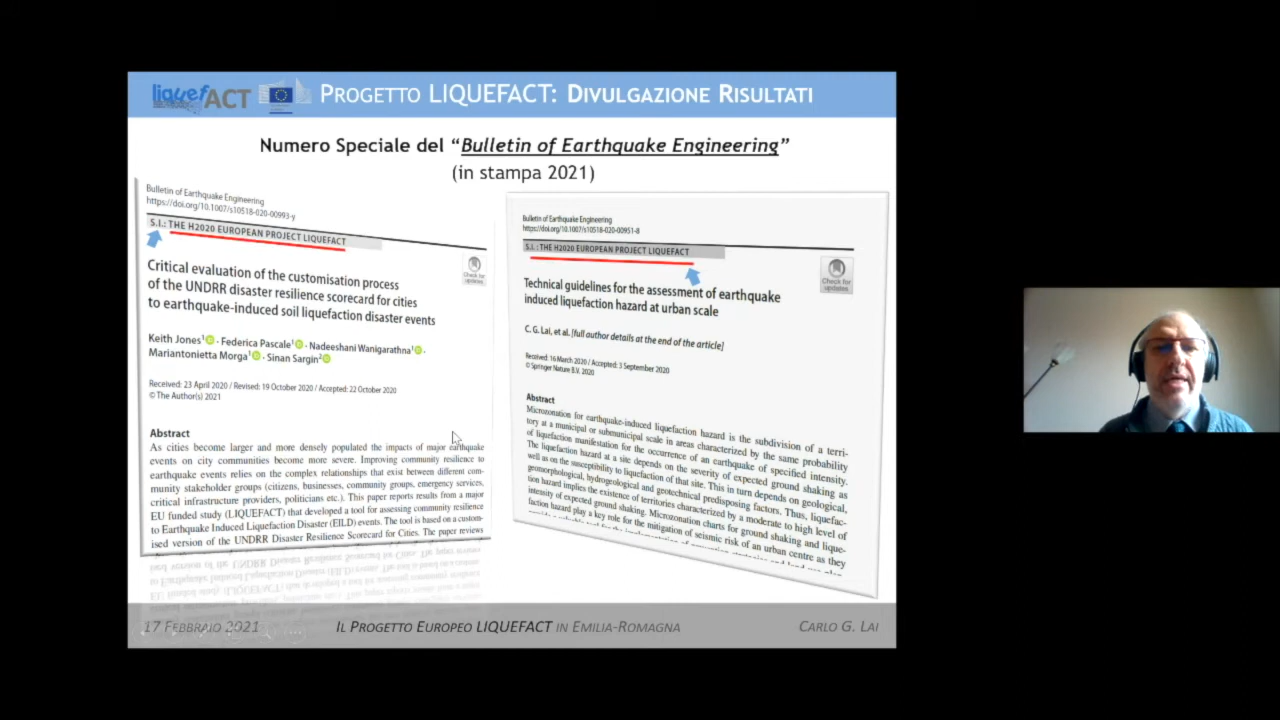 liquefACT
PROGETTO LIQUEFACT: DIVULGAZIONE RISULTATI
Numero Speciale del “Bulletin of Earthquake Engineering”
(in stampa 2021)
Bulletin of Earthquake Engineering
https://doi.org/10.1007/s10518-020-00993-y
S.I.: THE H2020 EUROPEAN PROJECT LIQUEFACT
Check for
updates
Critical evaluation of the customisation process
of the UNDRR disaster resilience scorecard for cities
to earthquake-induced soil liquefaction disaster events
Keith Jones1 · Federica Pascale1 · Nadeeshani Wanigarathna1 ·
Mariantonietta Morga1 · Sinan Sargin2
Received: 23 April 2020 / Revised: 19 October 2020 / Accepted: 22 October 2020
© The Author(s) 2021
Abstract
As cities become larger and more densely populated the impacts of major earthquake
events on city communities become more severe. Improving community resilience to
earthquake events relies on the complex relationships that exist between different com-
munity stakeholder groups (citizens, businesses, community groups, emergency services,
critical infrastructure providers, politicians etc.). This paper reports results from a major
EU funded study (LIQUEFACT) that developed a tool for assessing community resilience
to Earthquake Induced Liquefaction Disaster (EILD) events. The tool is based on a custom-
ised version of the UNDRR Disaster Resilience Scorecard for Cities. The paper reviews
Bulletin of Earthquake Engineering
https://doi.org/10.1007/s10518-020-00951-8
S.I. : THE H2020 EUROPEAN PROJECT LIQUEFACT
Check for
updates
Technical guidelines for the assessment of earthquake
induced liquefaction hazard at urban scale
C. G. Lai, et al. [full author details at the end of the article]
Received: 16 March 2020 / Accepted: 3 September 2020
© Springer Nature B.V. 2020
Abstract
Microzonation for earthquake-induced liquefaction hazard is the subdivision of a terri-
tory at a municipal or submunicipal scale in areas characterized by the same probability
of liquefaction manifestation for the occurrence of an earthquake of specified intensity.
The liquefaction hazard at a site depends on the severity of expected ground shaking as
well as on the susceptibility to liquefaction of that site. This in turn depends on geological,
geomorphological, hydrogeological and geotechnical predisposing factors. Thus, liquefac-
tion hazard implies the existence of territories characterized by a moderate to high level of
intensity of expected ground shaking. Microzonation charts for ground shaking and lique-
faction hazard play a key role for the mitigation of seismic risk of an urban centre as they
17 FEBBRAIO 2021
IL PROGETTO EUROPEO LIQUEFACT IN EMILIA-ROMAGNA
CARLO G. LAI